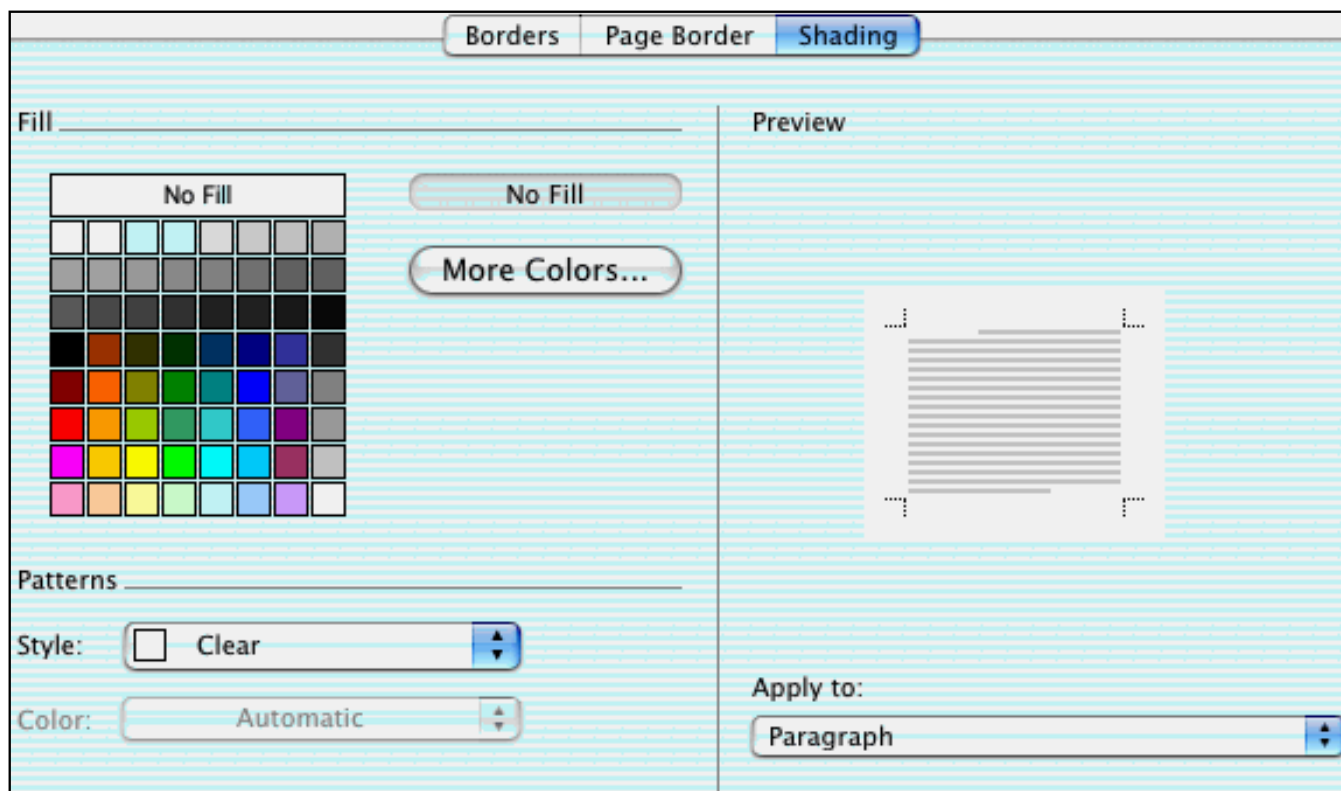 Borders Page Border Shading
Fill
No Fill
No Fill
More Colors...
Patterns
Style: Clear
Color: Automatic
Preview
Apply to:
Paragraph